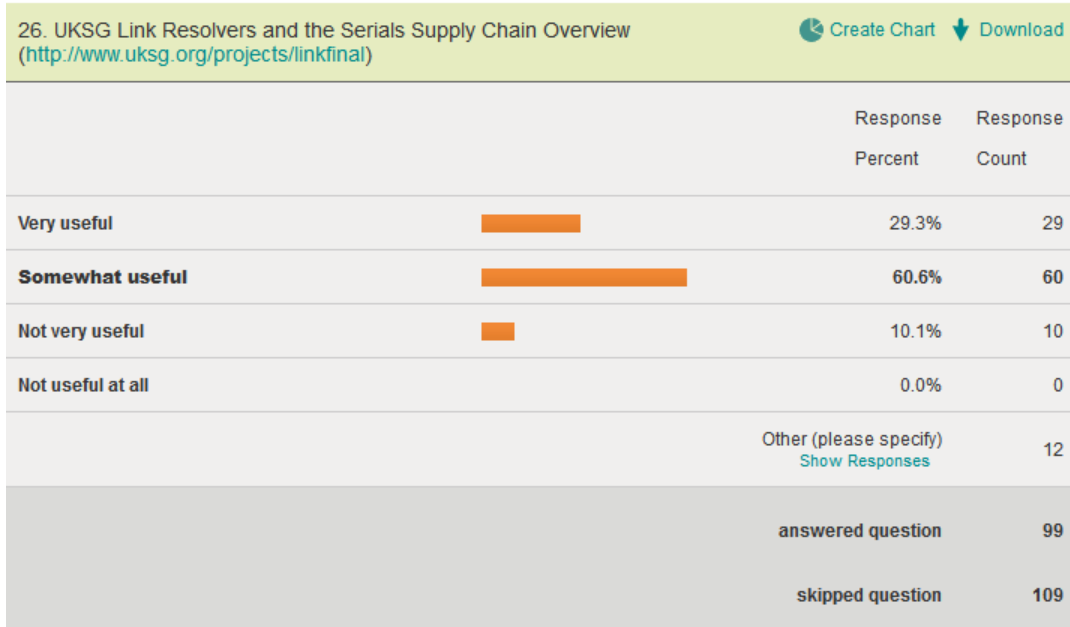 26. UKSG Link Resolvers and the Serials Supply Chain Overview
(http://www.uksg.org/projects/linkfinal)
Create Chart Download
Response Response
Percent Count
Very useful 29.3% 29
Somewhat useful 60.6% 60
Not very useful 10.1% 10
Not useful at all 0.0% 0
Other (please specify)
Show Responses
12
answered question 99
skipped question 109